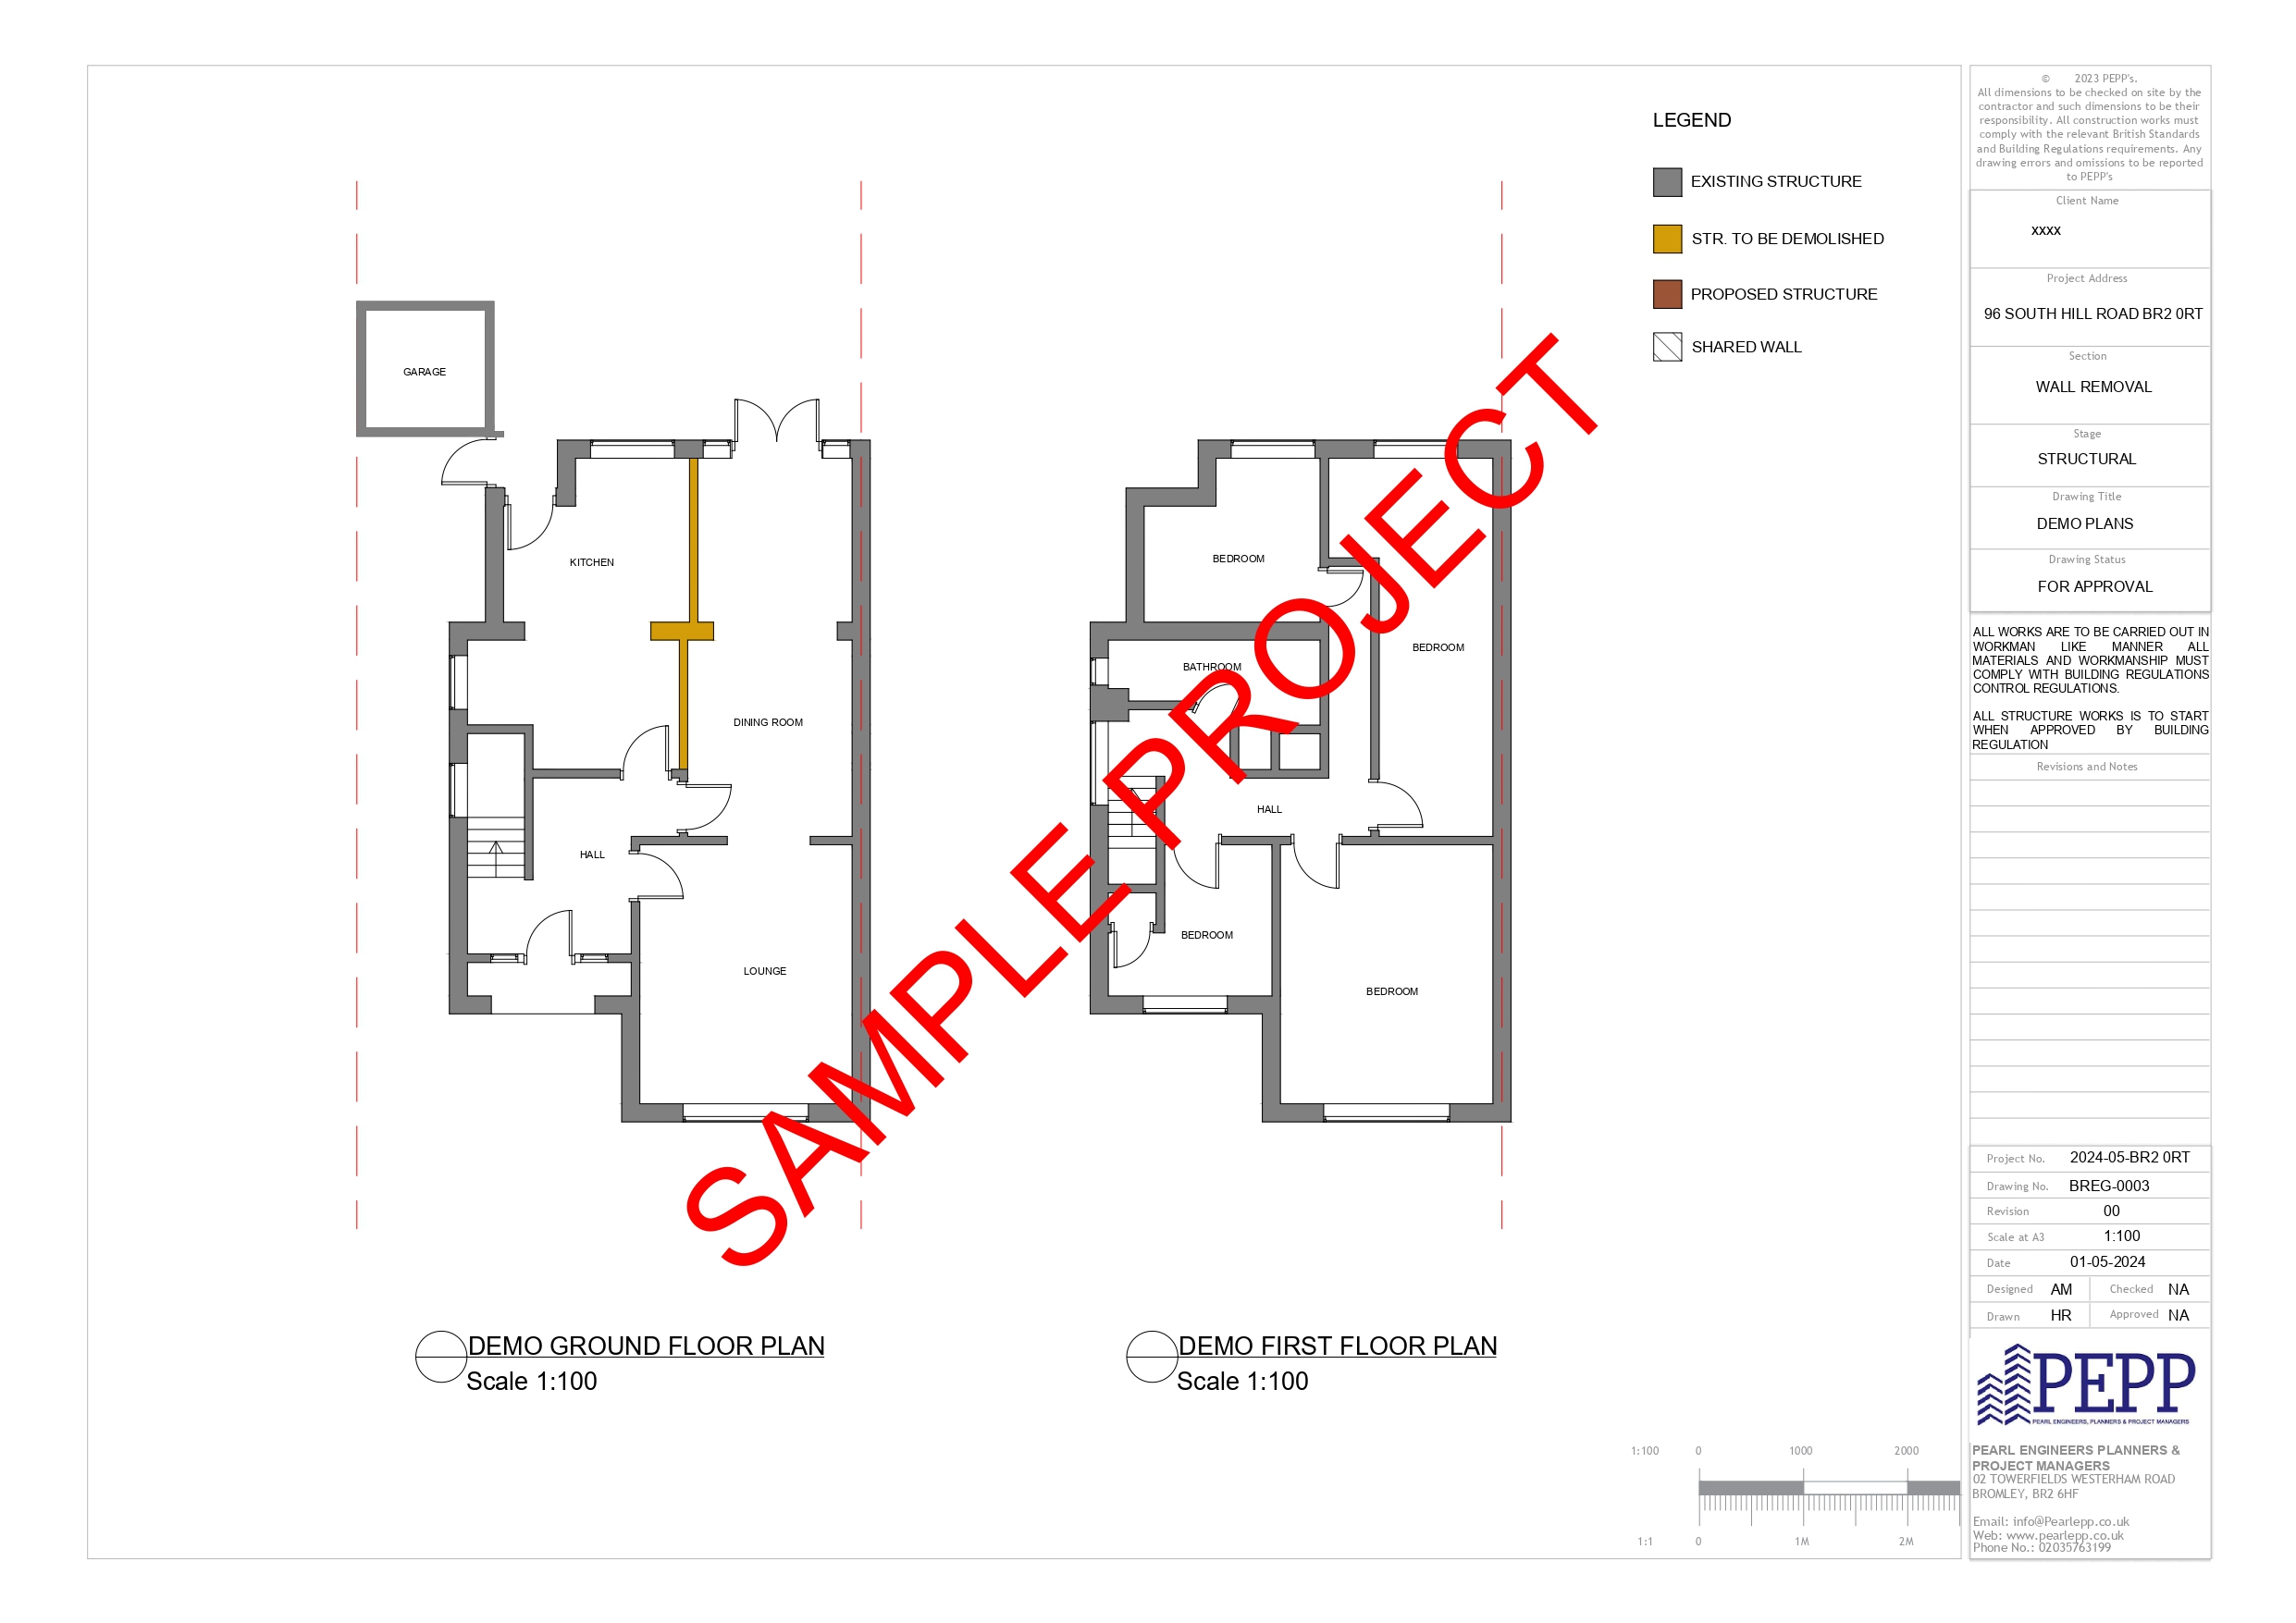 © 2023 PEPP's.
All dimensions to be checked on site by the
contractor and such dimensions to be their
responsibility. All construction works must
comply with the relevant British Standards
and Building Regulations requirements. Any
drawing errors and omissions to be reported
to PEPP's
Client Name
xxxx
Project Address
96 SOUTH HILL ROAD BR2 0RT
Section
WALL REMOVAL
Stage
STRUCTURAL
Drawing Title
DEMO PLANS
Drawing Status
FOR APPROVAL
ALL WORKS ARE TO BE CARRIED OUT IN
WORKMAN LIKE MANNER ALL
MATERIALS AND WORKMANSHIP MUST
COMPLY WITH BUILDING REGULATIONS
CONTROL REGULATIONS.
ALL STRUCTURE WORKS IS TO START
WHEN APPROVED BY BUILDING
REGULATION
Revisions and Notes
Project No. 2024-05-BR2 0RT
Drawing No. BREG-0003
Revision 00
Scale at A3 1:100
Date 01-05-2024
Designed AM Checked NA
Drawn HR Approved NA
PEPP
PEARL ENGINEERS, PLANNERS & PROJECT MANAGERS
PEARL ENGINEERS PLANNERS &
PROJECT MANAGERS
02 TOWERFIELDS WESTERHAM ROAD
BROMLEY, BR2 6HF
Email: info@Pearlepp.co.uk
Web: www.pearlepp.co.uk
Phone No.: 02035763199
LEGEND
EXISTING STRUCTURE
STR. TO BE DEMOLISHED
PROPOSED STRUCTURE
SHARED WALL
GARAGE
KITCHEN
DINING ROOM
HALL
LOUNGE
BEDROOM
BEDROOM
BATHROOM
HALL
BEDROOM
BEDROOM
SAMPLE PROJECT
DEMO GROUND FLOOR PLAN
Scale 1:100
DEMO FIRST FLOOR PLAN
Scale 1:100
1:100 0 1000 2000
1:1 0 1M 2M